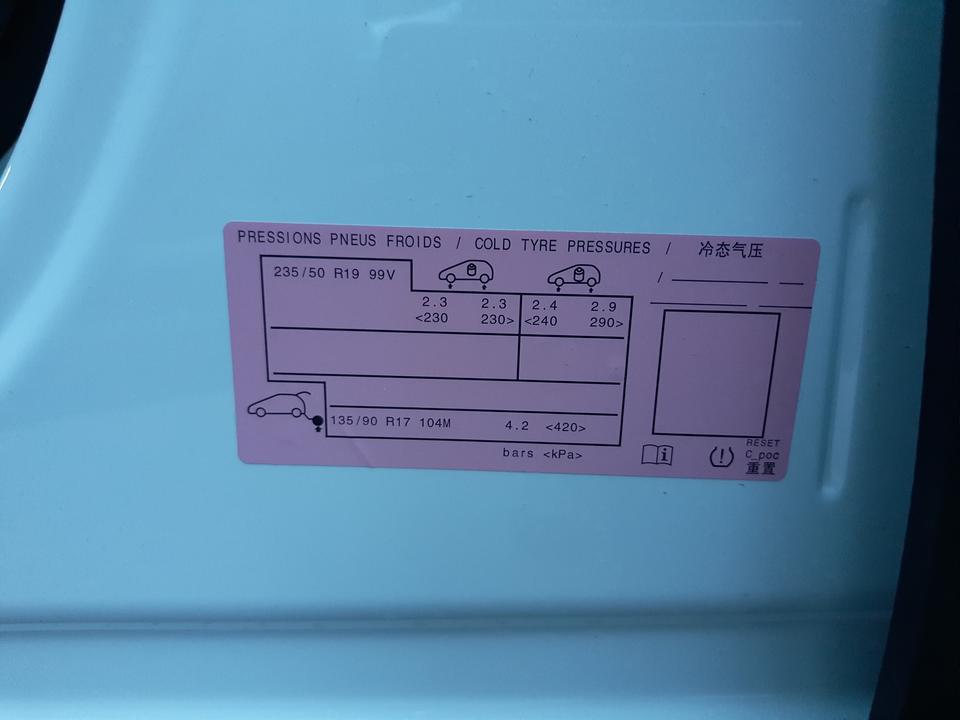 PRESSIONS PNEUS FROIDS / COLD TYRE PRESSURES / 冷态气压
/
235/50 R19 99V
2.3 2.3 2.4 2.9
<230 230> <240 290>
135/90 R17 104M 4.2 <420>
bars <kPa>
i
(!)
RESET
C_poc
重置